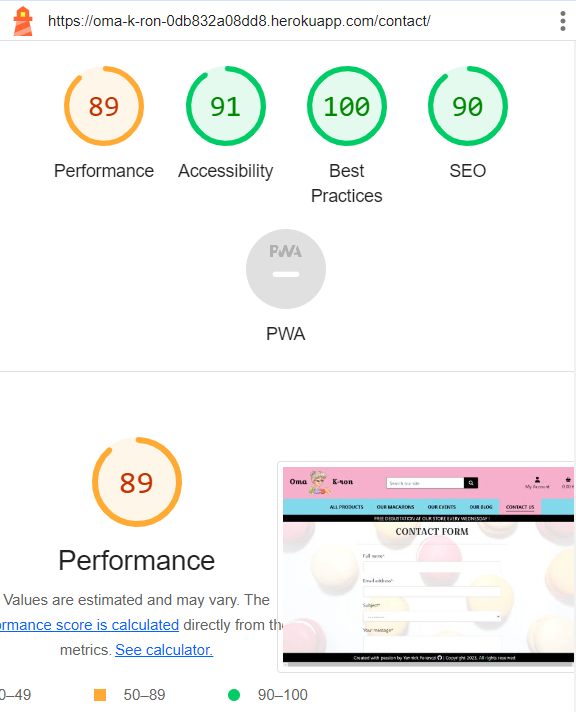 https://oma-k-ron-0db832a08dd8.herokuapp.com/contact/
89
91
100
90
Performance
Accessibility
Best
Practices
SEO
PWA
PWA
89
Performance
Values are estimated and may vary. The
ormance score is calculated directly from the
metrics. See calculator.
0–49
50–89
90–100
Oma K-ron
Search our site
My Account
ALL PRODUCTS OUR MACARONS OUR EVENTS OUR BLOG CONTACT US
FREE DEGUSTATION AT OUR STORE EVERY WEDNESDAY !
CONTACT FORM
Full name*
Email address*
Subject*
---------
Your message*
Created with passion by Yannick | Copyright 2023. All rights reserved